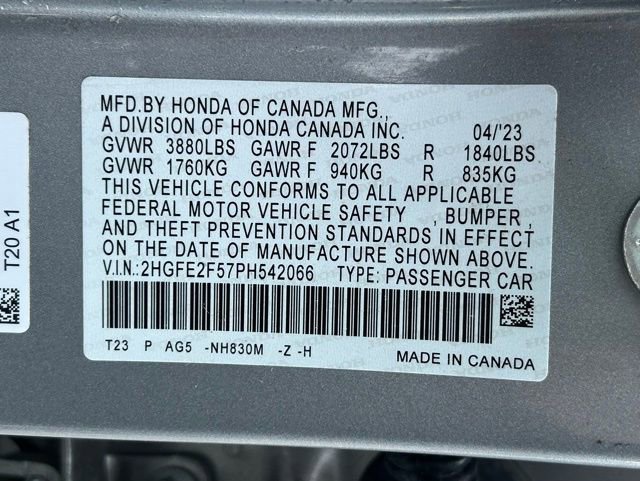 MFD.BY HONDA OF CANADA MFG.,
A DIVISION OF HONDA CANADA INC. 04/'23
GVWR 3880LBS GAWR F 2072LBS R 1840LBS
GVWR 1760KG GAWR F 940KG R 835KG
THIS VEHICLE CONFORMS TO ALL APPLICABLE
FEDERAL MOTOR VEHICLE SAFETY , BUMPER,
AND THEFT PREVENTION STANDARDS IN EFFECT
ON THE DATE OF MANUFACTURE SHOWN ABOVE.
V.I.N.:2HGFE2F57PH542066 TYPE:PASSENGER CAR
T23 P AG5 -NH830M -Z -H
MADE IN CANADA
T20 A1